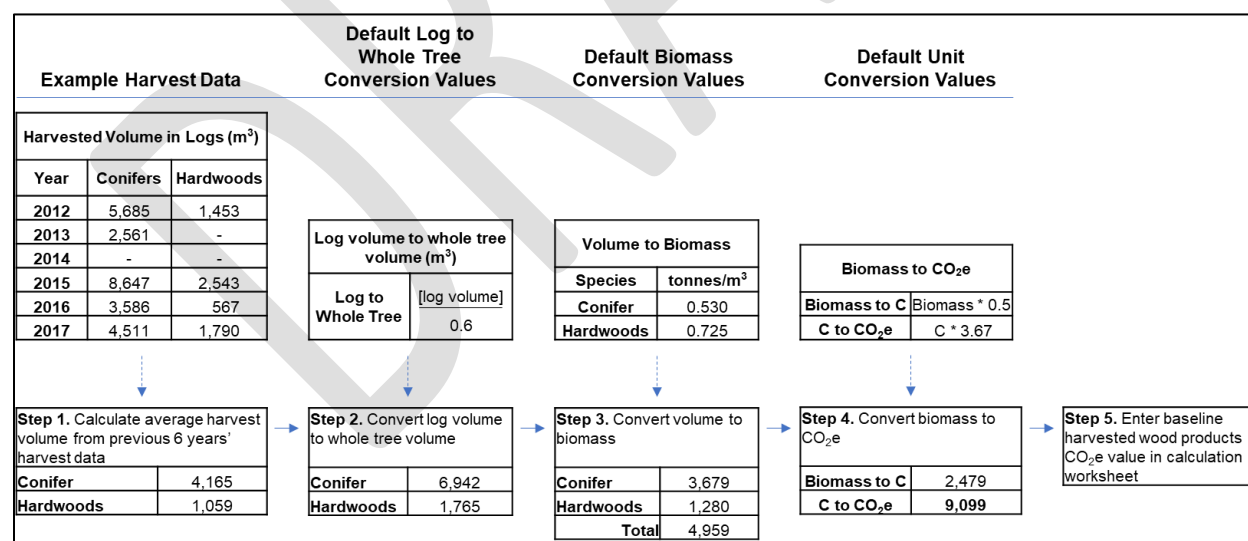 Example Harvest Data
Default Log to
Whole Tree
Conversion Values
Default Biomass
Conversion Values
Default Unit
Conversion Values
Harvested Volume in Logs (m³)
Year Conifers Hardwoods
2012 5,685 1,453
2013 2,561 -
2014 - -
2015 8,647 2,543
2016 3,586 567
2017 4,511 1,790
Log volume to whole tree
volume (m³)
Log to
Whole Tree
[log volume]
0.6
Volume to Biomass
Species tonnes/m³
Conifer 0.530
Hardwoods 0.725
Biomass to CO₂e
Biomass to C Biomass * 0.5
C to CO₂e C * 3.67
Step 1. Calculate average harvest
volume from previous 6 years'
harvest data
Conifer 4,165
Hardwoods 1,059
Step 2. Convert log volume
to whole tree volume
Conifer 6,942
Hardwoods 1,765
Step 3. Convert volume to
biomass
Conifer 3,679
Hardwoods 1,280
Total 4,959
Step 4. Convert biomass to
CO₂e
Biomass to C 2,479
C to CO₂e 9,099
Step 5. Enter baseline
harvested wood products
CO₂e value in calculation
worksheet